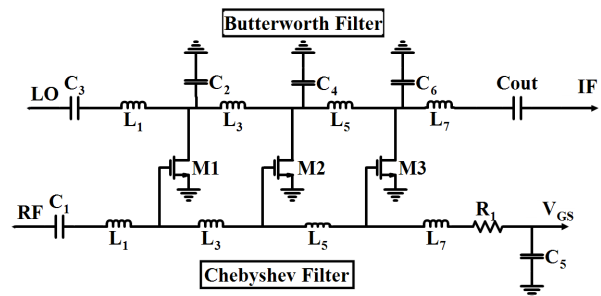 Butterworth Filter
C3
C2
C4
C6
Cout
LO
IF
L1
L3
L5
L7
M1
M2
M3
RF
C1
R1
VGS
L1
L3
L5
L7
C5
Chebyshev Filter